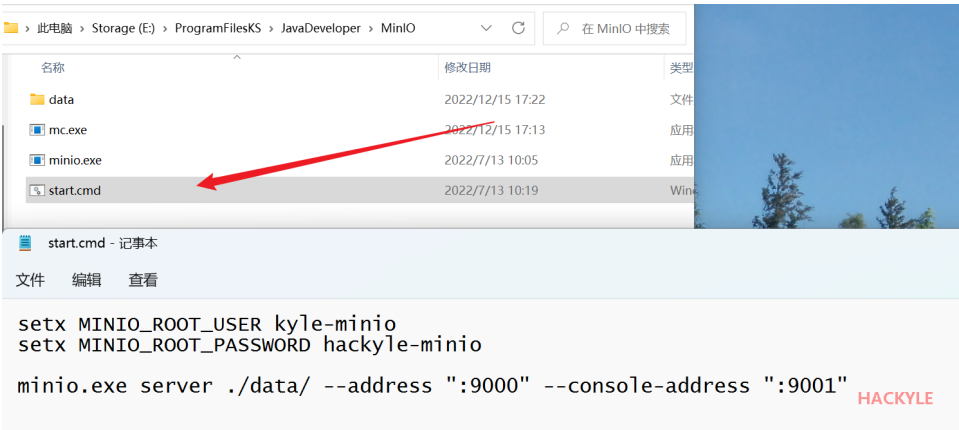 此电脑 > Storage (E:) > ProgramFilesKS > JavaDeveloper > MinIO
在 MinIO 中搜索
名称 修改日期 类型
data 2022/12/15 17:22 文件
mc.exe 2022/12/15 17:13 应用
minio.exe 2022/7/13 10:05 应用
start.cmd 2022/7/13 10:19 Win
start.cmd - 记事本
文件 编辑 查看
setx MINIO_ROOT_USER kyle-minio
setx MINIO_ROOT_PASSWORD hackyle-minio
minio.exe server ./data/ --address ":9000" --console-address ":9001"
HACKYLE